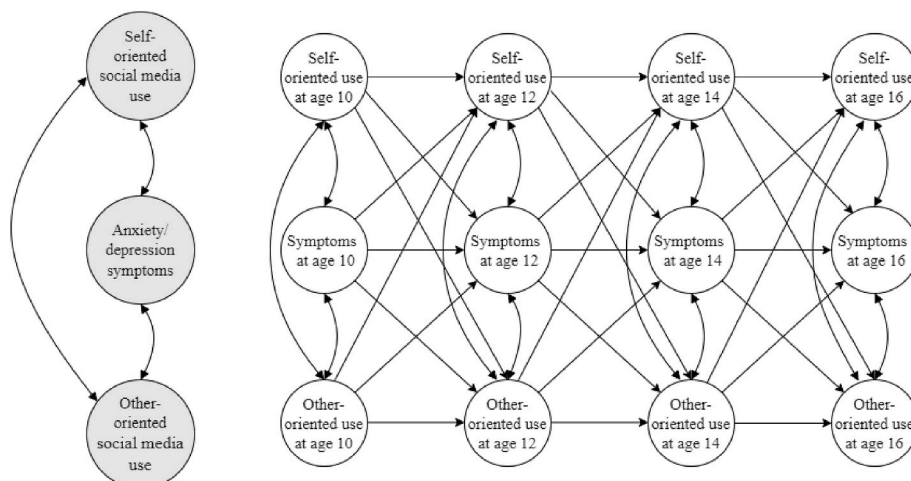 Self-
oriented
social media
use
Anxiety/
depression
symptoms
Other-
oriented
social media
use
Self-
oriented use
at age 10
Self-
oriented use
at age 12
Self-
oriented use
at age 14
Self-
oriented use
at age 16
Symptoms
at age 10
Symptoms
at age 12
Symptoms
at age 14
Symptoms
at age 16
Other-
oriented use
at age 10
Other-
oriented use
at age 12
Other-
oriented use
at age 14
Other-
oriented use
at age 16